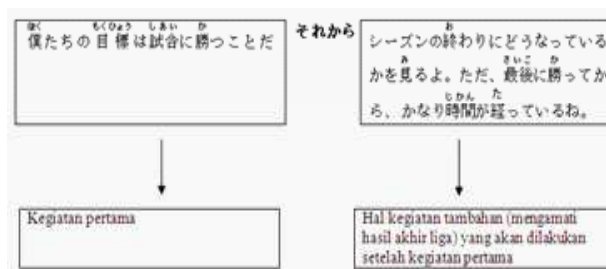 僕たちの目標は試合に勝つことだ
それから
シーズンの終わりにどうなっている
かを見るよ。ただ、最後に勝ってか
ら、かなり時間が経っているね。
Kegiatan pertama
Hal kegiatan tambahan (mengamati
hasil akhir liga) yang akan dilakukan
setelah kegiatan pertama